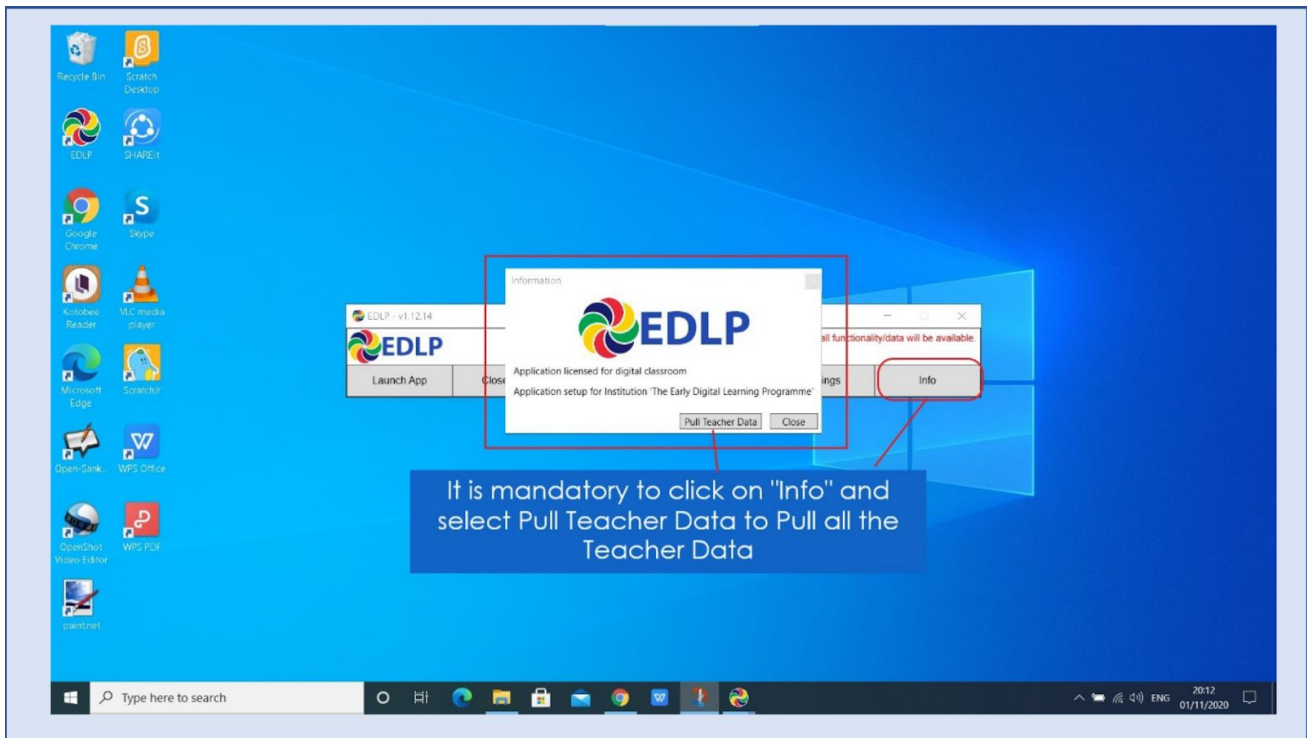 Recycle Bin
Scratch
Desktop
EDLP
SHAREit
Google
Chrome
Skype
Kotobee
Reader
VLC media
player
Microsoft
Edge
ScratchJr
Open-Sank..
WPS Office
OpenShot
Video Editor
WPS PDF
paint.net
Information
EDLP
Application licensed for digital classroom
Application setup for Institution 'The Early Digital Learning Programme'
Pull Teacher Data
Close
EDLP - v1.12.14
EDLP
all functionality/data will be available.
Launch App
Close
ings
Info
It is mandatory to click on "Info" and
select Pull Teacher Data to Pull all the
Teacher Data
Type here to search
ENG
20:12
01/11/2020